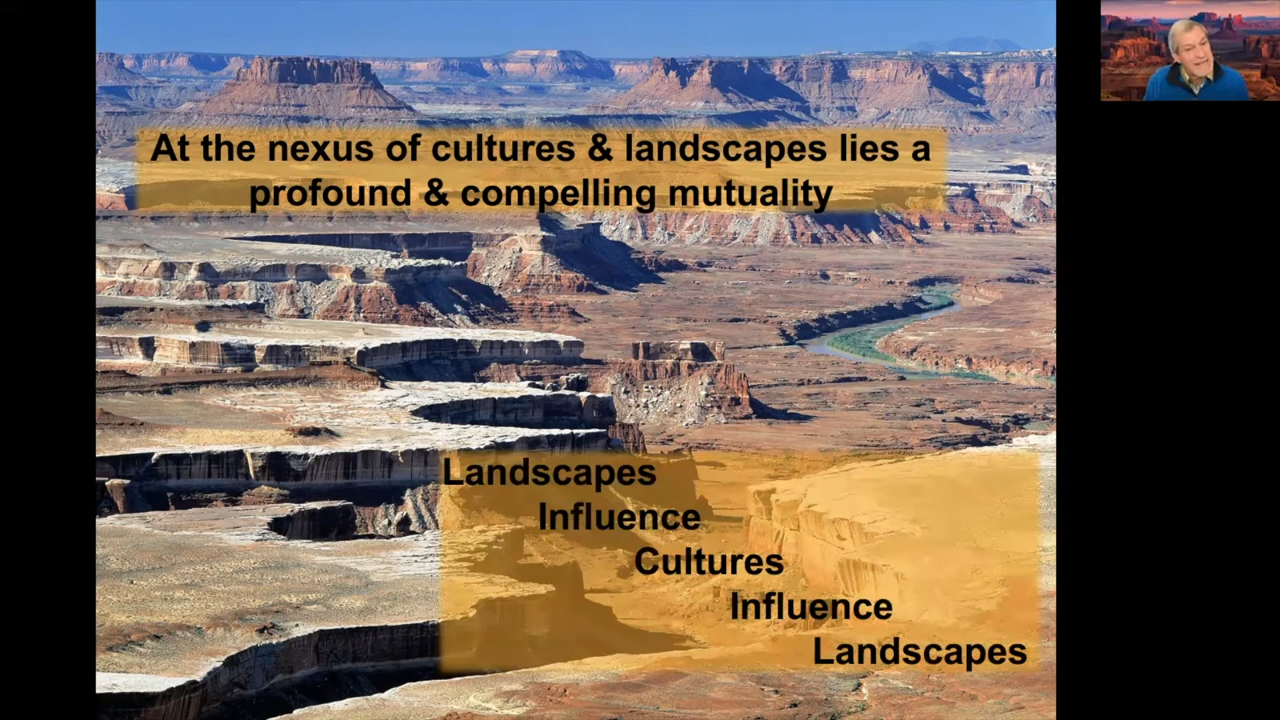 At the nexus of cultures & landscapes lies a
profound & compelling mutuality
Landscapes
Influence
Cultures
Influence
Landscapes